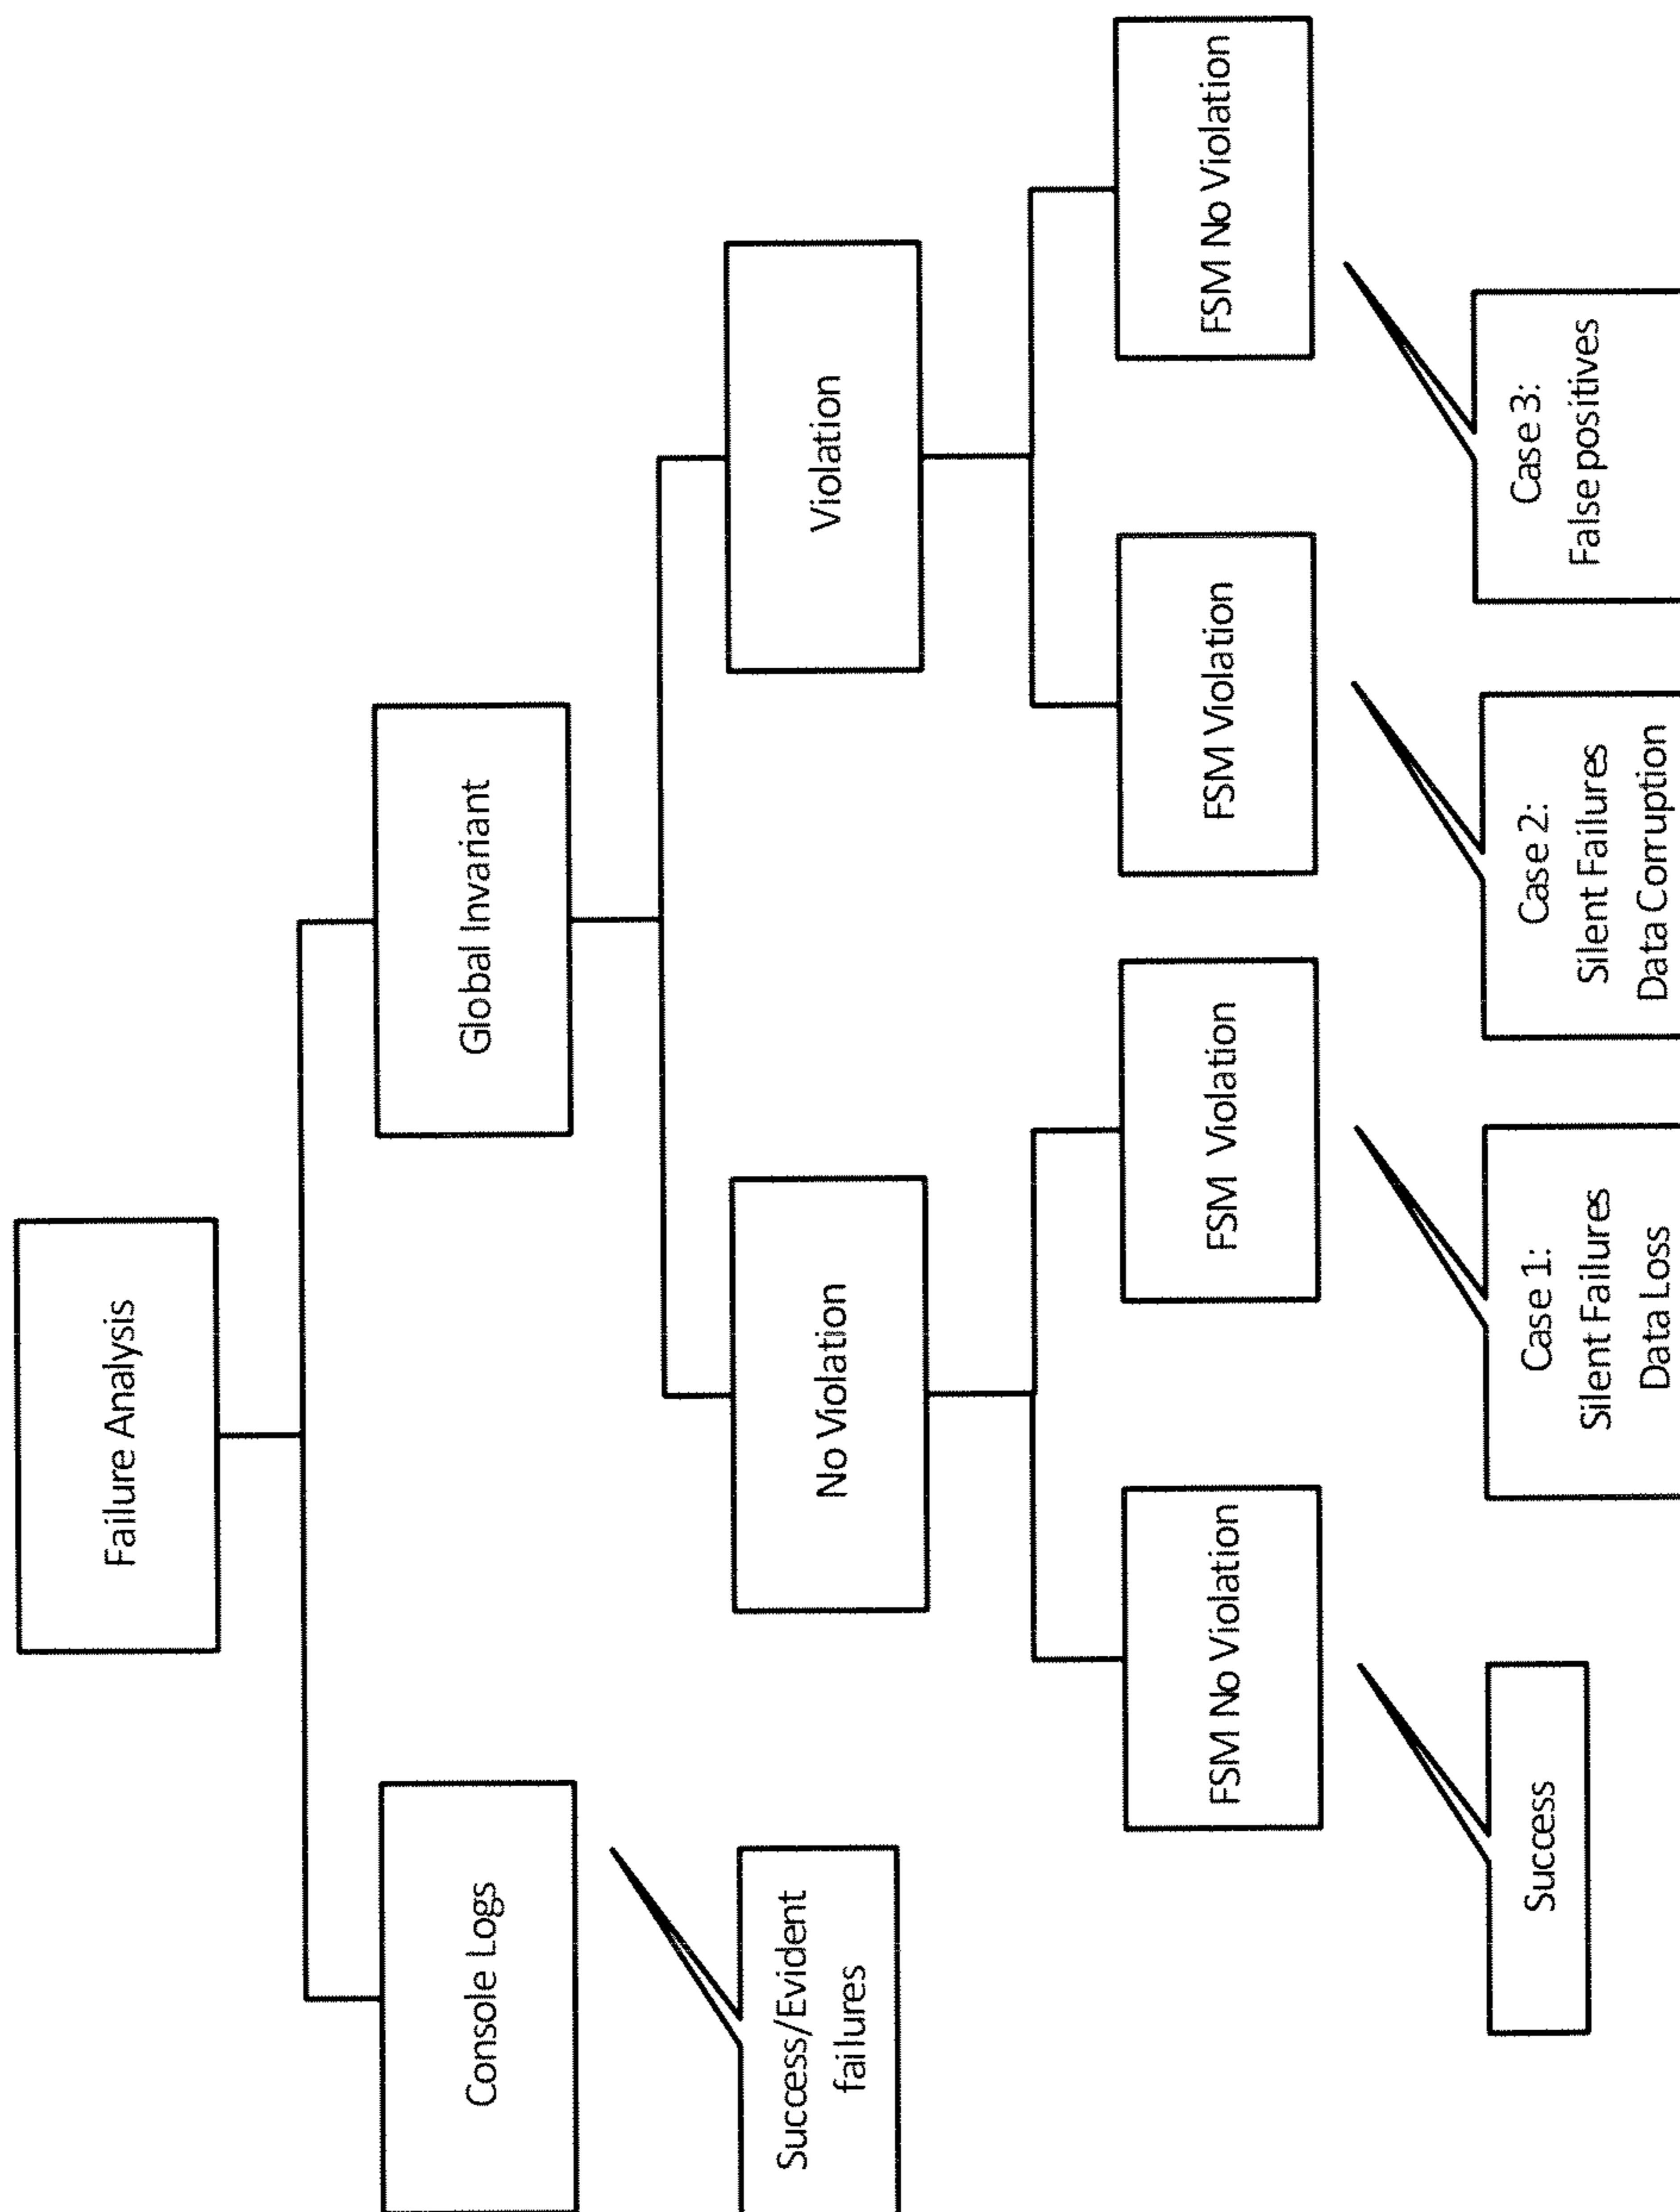 Failure Analysis
Console Logs
Global Invariant
Success/Evident
failures
No Violation
Violation
FSM No Violation
FSM Violation
FSM Violation
FSM No Violation
Success
Case 1:
Silent Failures
Data Loss
Case 2:
Silent Failures
Data Corruption
Case 3:
False positives